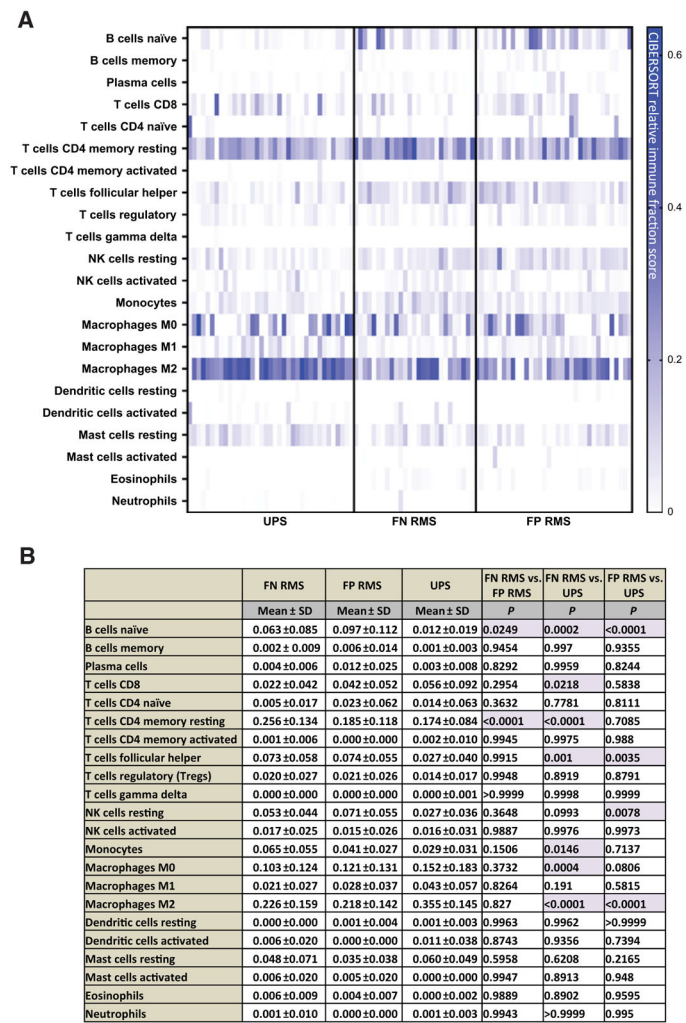 A
B cells naïve
B cells memory
Plasma cells
T cells CD8
T cells CD4 naïve
T cells CD4 memory resting
T cells CD4 memory activated
T cells follicular helper
T cells regulatory
T cells gamma delta
NK cells resting
NK cells activated
Monocytes
Macrophages M0
Macrophages M1
Macrophages M2
Dendritic cells resting
Dendritic cells activated
Mast cells resting
Mast cells activated
Eosinophils
Neutrophils
UPS FN RMS FP RMS
CIBERSORT relative immune fraction score
0.6
0.4
0.2
0
B
FN RMS FP RMS UPS FN RMS vs. FP RMS FN RMS vs. UPS FP RMS vs. UPS
Mean ± SD Mean ± SD Mean ± SD P P P
B cells naïve 0.063 ±0.085 0.097 ±0.112 0.012 ±0.019 0.0249 0.0002 <0.0001
B cells memory 0.002 ± 0.009 0.006 ±0.014 0.001 ±0.003 0.9454 0.997 0.9355
Plasma cells 0.004 ±0.006 0.012 ±0.025 0.003 ±0.008 0.8292 0.9959 0.8244
T cells CD8 0.022 ±0.042 0.042 ±0.052 0.056 ±0.092 0.2954 0.0218 0.5838
T cells CD4 naïve 0.005 ±0.017 0.023 ±0.062 0.014 ±0.063 0.3632 0.7781 0.8111
T cells CD4 memory resting 0.256 ±0.134 0.185 ±0.118 0.174 ±0.084 <0.0001 <0.0001 0.7085
T cells CD4 memory activated 0.001 ±0.006 0.000 ±0.000 0.002 ±0.010 0.9945 0.9975 0.988
T cells follicular helper 0.073 ±0.058 0.074 ±0.055 0.027 ±0.040 0.9915 0.001 0.0035
T cells regulatory (Tregs) 0.020 ±0.027 0.021 ±0.026 0.014 ±0.017 0.9948 0.8919 0.8791
T cells gamma delta 0.000 ±0.000 0.000 ±0.000 0.000 ±0.001 >0.9999 0.9998 0.9999
NK cells resting 0.053 ±0.044 0.071 ±0.055 0.027 ±0.036 0.3648 0.0993 0.0078
NK cells activated 0.017 ±0.025 0.015 ±0.026 0.016 ±0.031 0.9887 0.9976 0.9973
Monocytes 0.065 ±0.055 0.041 ±0.027 0.029 ±0.031 0.1506 0.0146 0.7137
Macrophages M0 0.103 ±0.124 0.121 ±0.131 0.152 ±0.183 0.3732 0.0004 0.0806
Macrophages M1 0.021 ±0.027 0.028 ±0.037 0.043 ±0.057 0.8264 0.191 0.5815
Macrophages M2 0.226 ±0.159 0.218 ±0.142 0.355 ±0.145 0.827 <0.0001 <0.0001
Dendritic cells resting 0.000 ±0.000 0.001 ±0.004 0.001 ±0.003 0.9963 0.9962 >0.9999
Dendritic cells activated 0.006 ±0.020 0.000 ±0.000 0.011 ±0.038 0.8743 0.9356 0.7394
Mast cells resting 0.048 ±0.071 0.035 ±0.038 0.060 ±0.049 0.5958 0.6208 0.2165
Mast cells activated 0.006 ±0.020 0.005 ±0.020 0.000 ±0.000 0.9947 0.8913 0.948
Eosinophils 0.006 ±0.009 0.004 ±0.007 0.000 ±0.002 0.9889 0.8902 0.9595
Neutrophils 0.001 ±0.010 0.000 ±0.000 0.001 ±0.003 0.9943 >0.9999 0.995